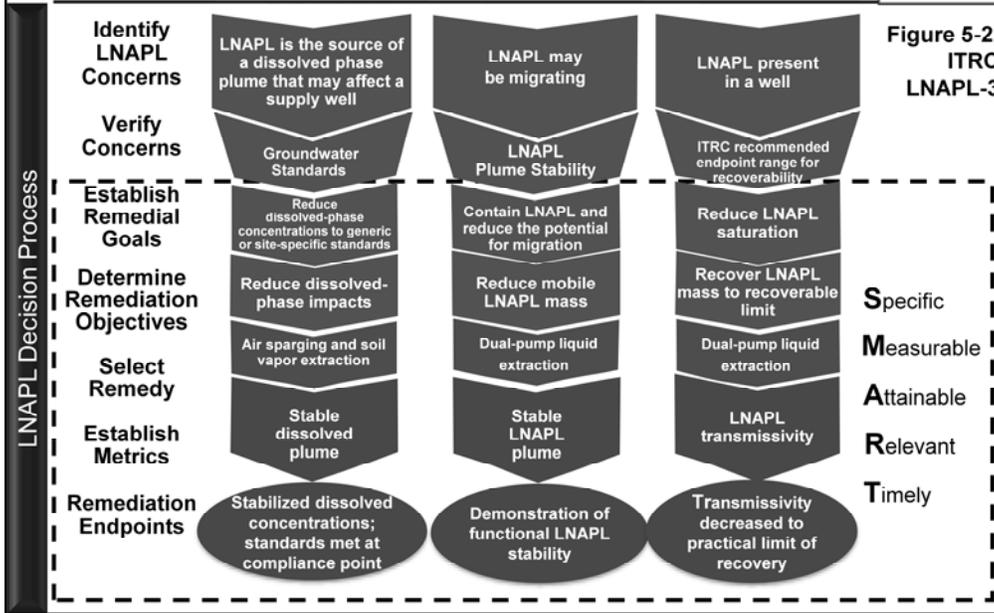 LNAPL Decision Process
Identify
LNAPL
Concerns
LNAPL is the source of
a dissolved phase
plume that may affect a
supply well
LNAPL may
be migrating
LNAPL present
in a well
Figure 5-2
ITRC
LNAPL-3
Verify
Concerns
Groundwater
Standards
LNAPL
Plume Stability
ITRC recommended
endpoint range for
recoverability
Establish
Remedial
Goals
Reduce
dissolved-phase
concentrations to generic
or site-specific standards
Contain LNAPL and
reduce the potential
for migration
Reduce LNAPL
saturation
Determine
Remediation
Objectives
Reduce dissolved-
phase impacts
Reduce mobile
LNAPL mass
Recover LNAPL
mass to recoverable
limit
Select
Remedy
Air sparging and soil
vapor extraction
Dual-pump liquid
extraction
Dual-pump liquid
extraction
Establish
Metrics
Stable
dissolved
plume
Stable
LNAPL
plume
LNAPL
transmissivity
Remediation
Endpoints
Stabilized dissolved
concentrations;
standards met at
compliance point
Demonstration of
functional LNAPL
stability
Transmissivity
decreased to
practical limit of
recovery
Specific
Measurable
Attainable
Relevant
Timely